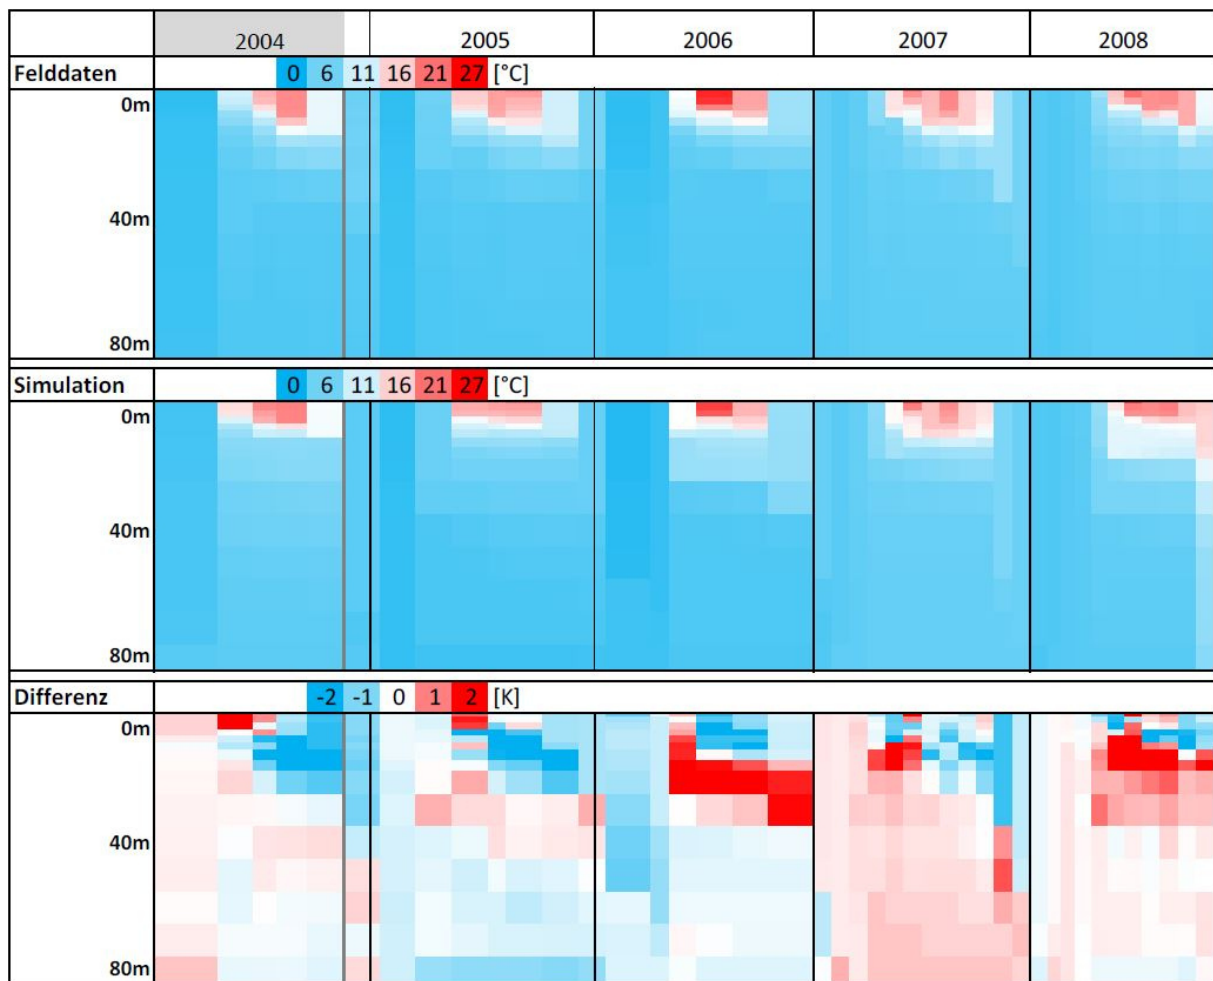 2004 2005 2006 2007 2008
Felddaten 0 6 11 16 21 27 [°C]
0m
40m
80m
Simulation 0 6 11 16 21 27 [°C]
0m
40m
80m
Differenz -2 -1 0 1 2 [K]
0m
40m
80m